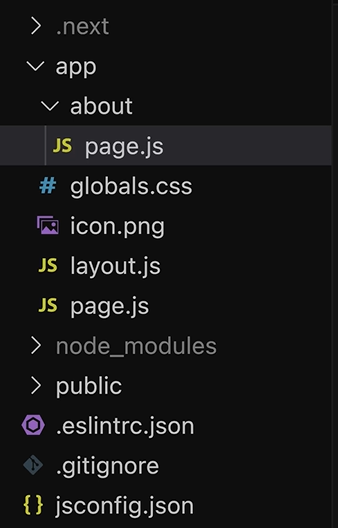 .next
app
about
JS page.js
# globals.css
icon.png
JS layout.js
JS page.js
node_modules
public
.eslintrc.json
.gitignore
{} jsconfig.json